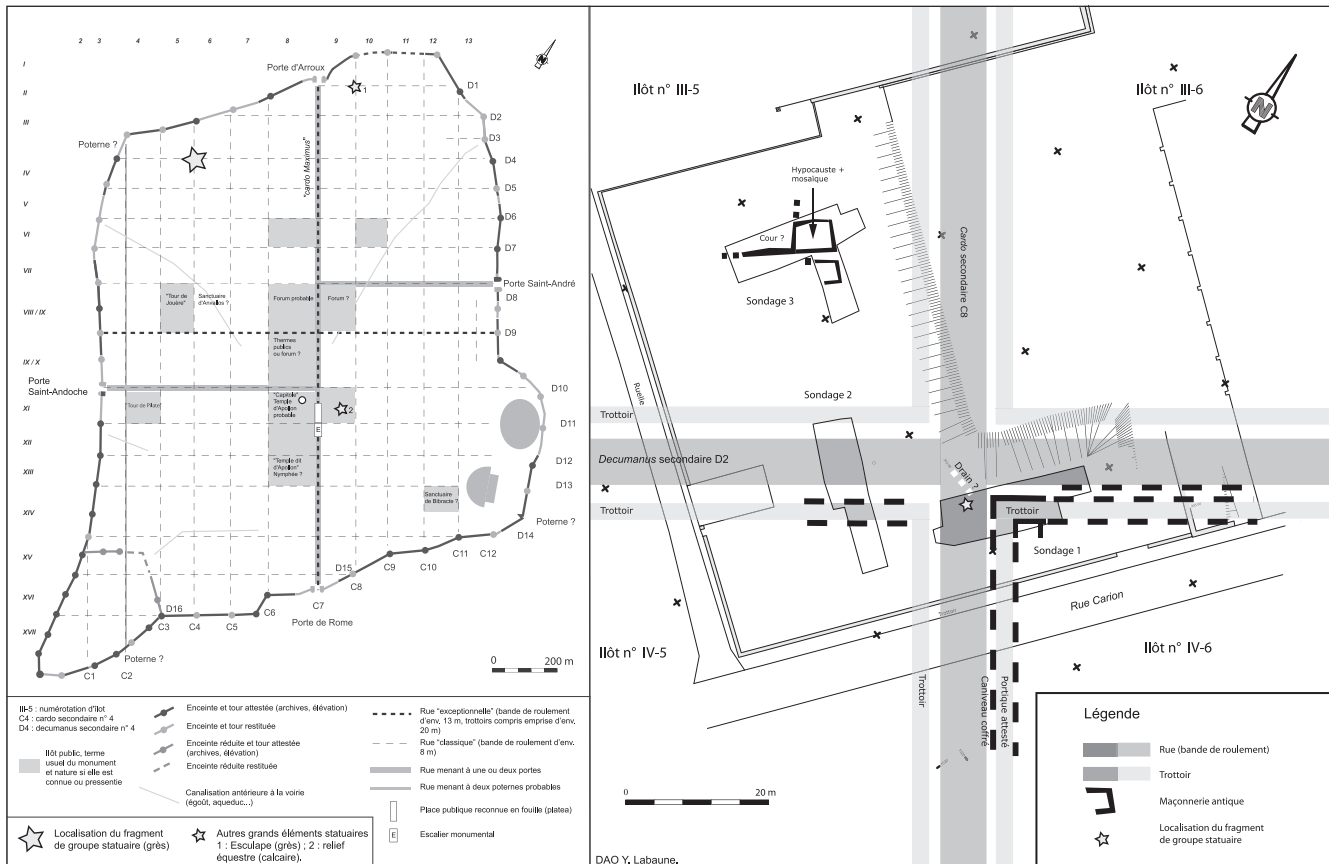 2 3 4 5 6 7 8 9 10 11 12 13
I
II
III
IV
V
VI
VII
VIII / IX
IX / X
XI
XII
XIII
XIV
XV
XVI
XVII
N
Porte d'Arroux
1
D1
D2
D3
D4
D5
D6
D7
Porte Saint-André
D8
D9
D10
D11
D12
D13
Poterne ?
D14
Poterne ?
"cardo Maximus"
"Tour de
Jouère"
Sanctuaire
d'Anvallos ?
Forum probable
Forum ?
Thermes
publics
ou forum ?
Porte
Saint-Andoche
"Tour de Pilate"
"Capitole"
Temple
d'Apollon
probable
2
E
"Temple dit
d'Apollon"
Nymphée ?
Sanctuaire
de Bibracte ?
C12
C11
C10
C9
D15
C8
C7
C6
D16
C3
C4
C5
Porte de Rome
Poterne ?
C1
C2
0 200 m
III-5 : numérotation d'îlot
C4 : cardo secondaire n° 4
D4 : decumanus secondaire n° 4
Îlôt public, terme
usuel du monument
et nature si elle est
connue ou pressentie
Enceinte et tour attestée (archives, élévation)
Enceinte et tour restituée
Enceinte réduite et tour attestée
(archives, élévation)
Enceinte réduite restituée
Canalisation antérieure à la voirie
(égoût, aqueduc...)
Rue "exceptionnelle" (bande de roulement
d'env. 13 m, trottoirs compris emprise d'env.
20 m)
Rue "classique" (bande de roulement d'env.
8 m)
Rue menant à une ou deux portes
Rue menant à deux poternes probables
Place publique reconnue en fouille (platea)
E
Escalier monumental
Localisation du fragment
de groupe statuaire (grès)
Autres grands éléments statuaires
1 : Esculape (grès) ; 2 : relief
équestre (calcaire).
Ilôt n° III-5
Ilôt n° III-6
N
Hypocauste +
mosaïque
Cour ?
Sondage 3
Cardo secondaire C8
Ruelle
Sondage 2
Trottoir
Decumanus secondaire D2
Drain ?
Trottoir
Trottoir
Sondage 1
Trottoir
Rue Carion
Ilôt n° IV-5
Ilôt n° IV-6
Trottoir
Caniveau coffré
Portique attesté
0 20 m
Légende
Rue (bande de roulement)
Trottoir
Maçonnerie antique
Localisation du fragment
de groupe statuaire
DAO Y. Labaune.